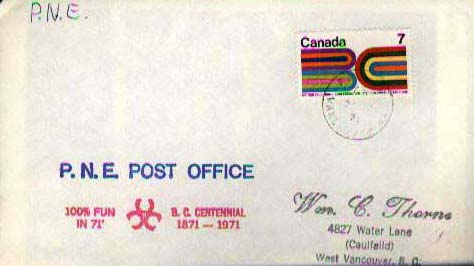 P.N.E.
Canada 7
P.N.E. POST OFFICE
100% FUN
IN 71'
B. C. CENTENNIAL
1871 — 1971
Wm. C. Thorne
4827 Water Lane
(Caulfeild)
West Vancouver, B. C.